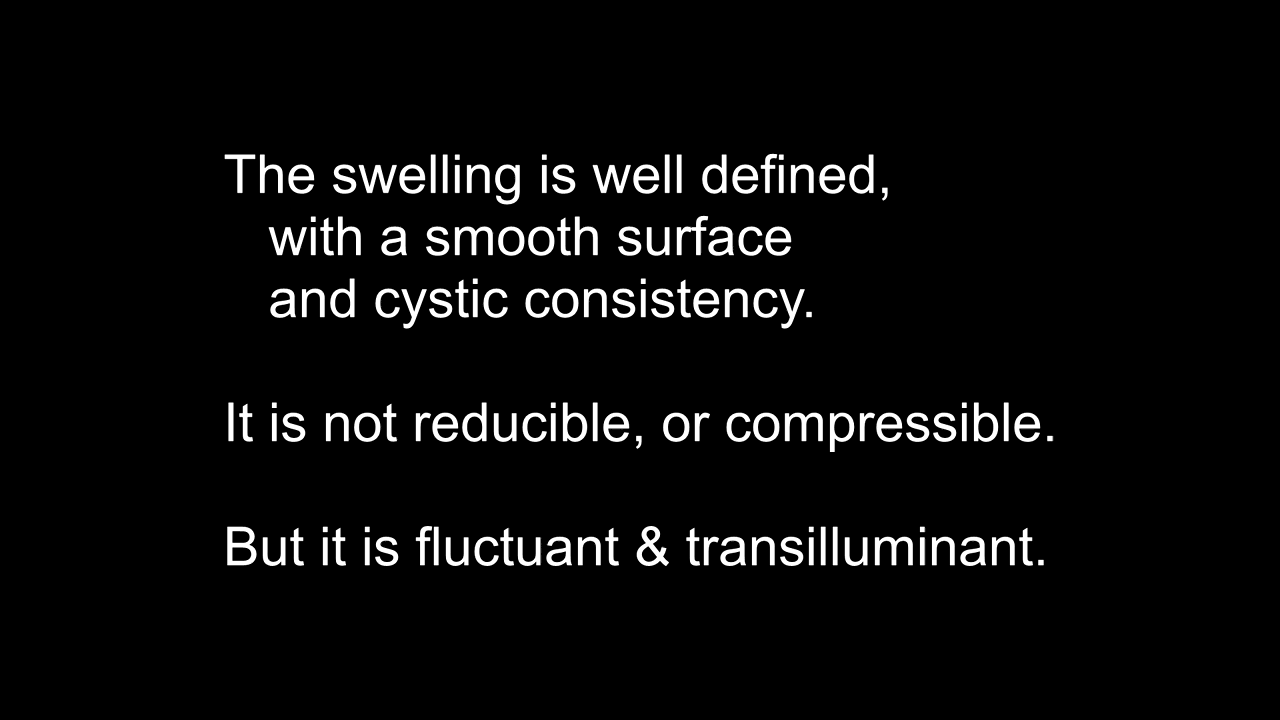 The swelling is well defined,
with a smooth surface
and cystic consistency.
It is not reducible, or compressible.
But it is fluctuant & transilluminant.